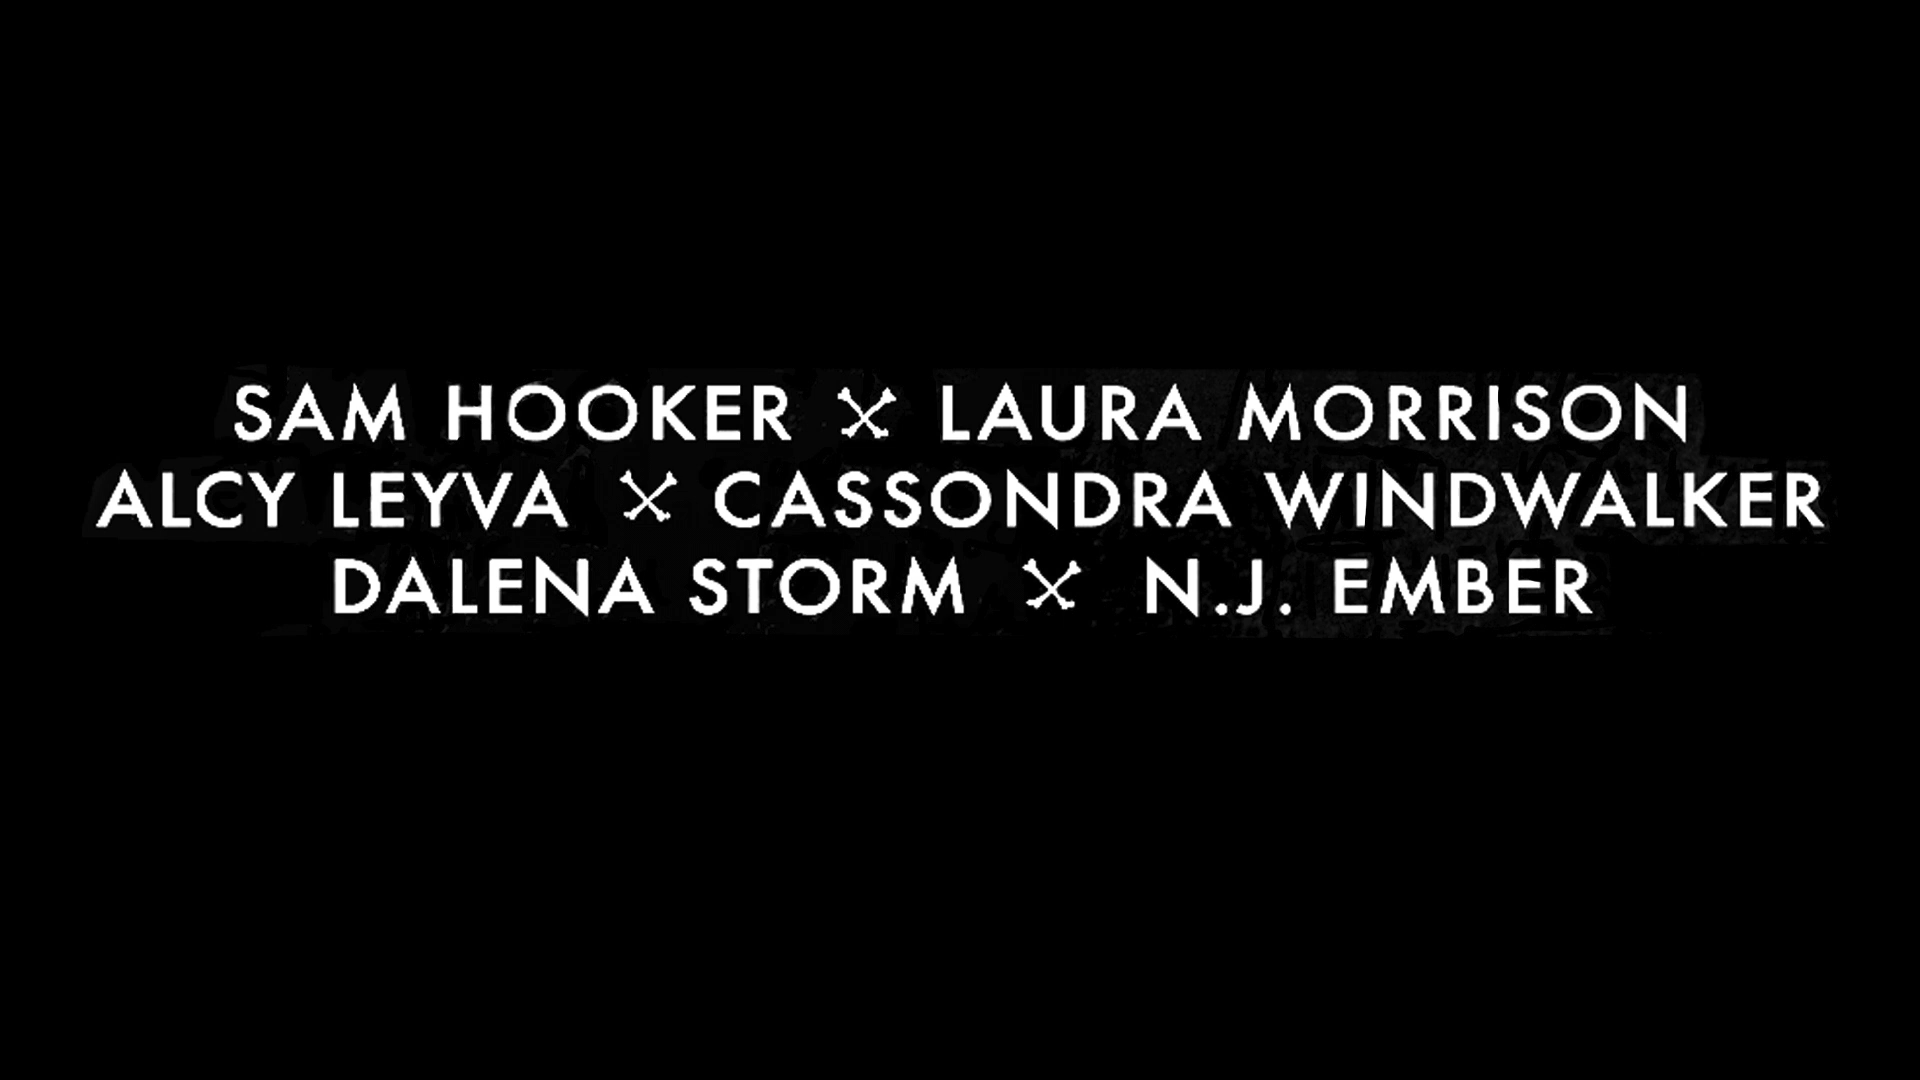 SAM HOOKER LAURA MORRISON
ALCY LEYVA CASSONDRA WINDWALKER
DALENA STORM N.J. EMBER